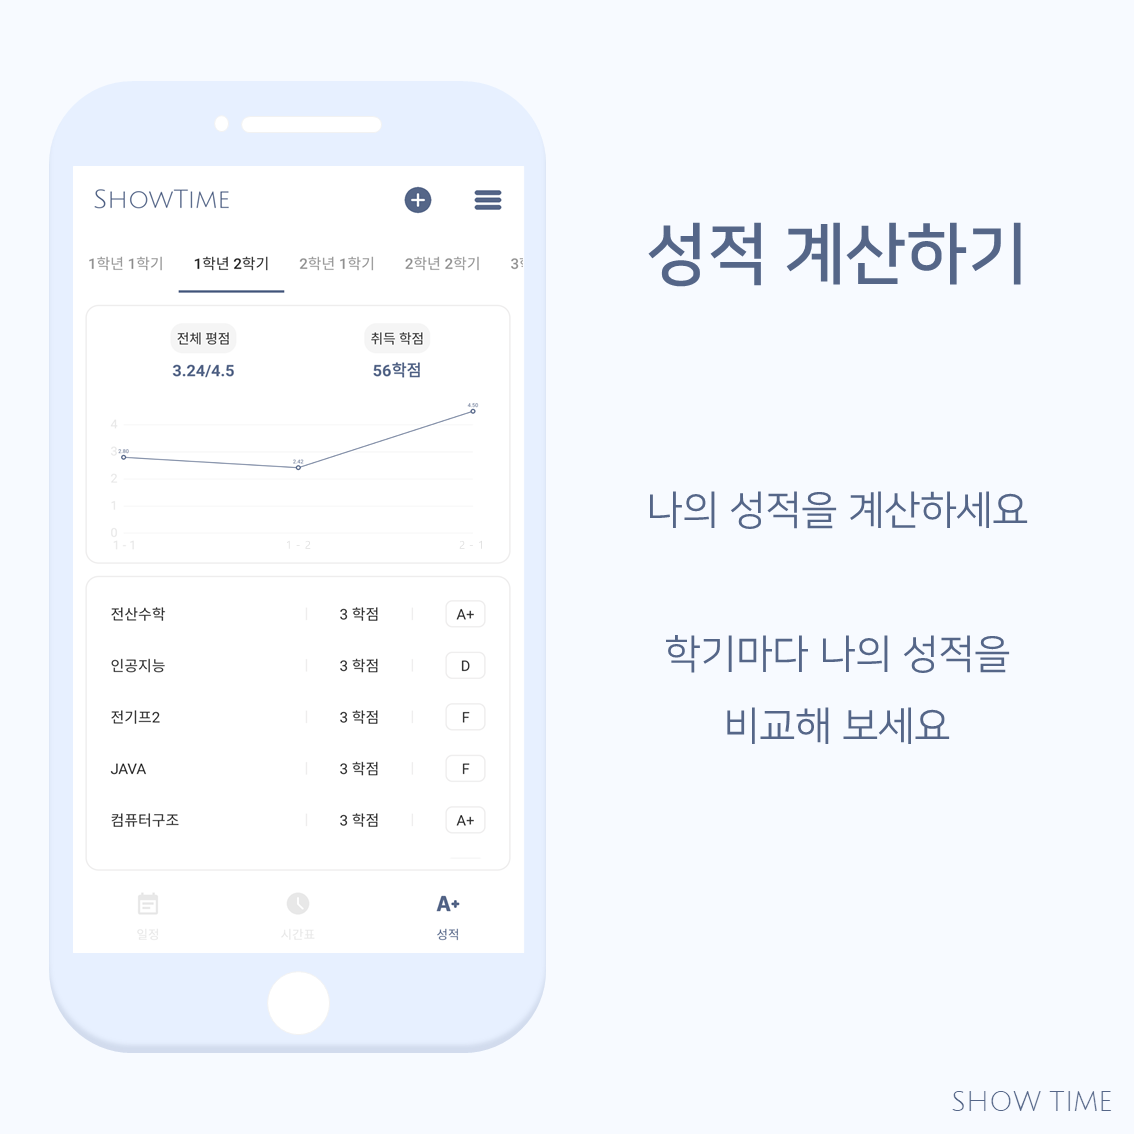 SHOWTIME
1학년 1학기 1학년 2학기 2학년 1학기 2학년 2학기
전체 평점 취득 학점
3.24/4.5 56학점
4.50
4
3 2.80
2.42
2
1
0
1 - 1 1 - 2 2 - 1
전산수학 3 학점 A+
인공지능 3 학점 D
전기프2 3 학점 F
JAVA 3 학점 F
컴퓨터구조 3 학점 A+
A+
일정 시간표 성적
성적 계산하기
나의 성적을 계산하세요
학기마다 나의 성적을
비교해 보세요
SHOW TIME